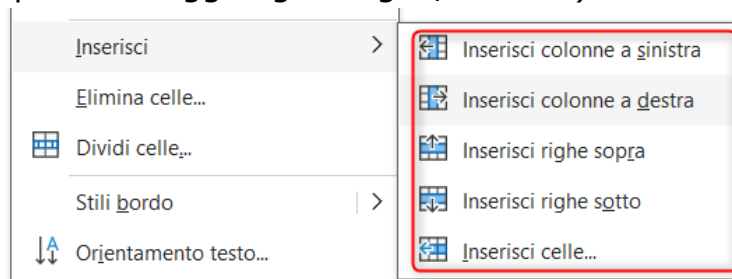 Inserisci
Elimina celle...
Dividi celle...
Stili bordo
Orientamento testo...
Inserisci colonne a sinistra
Inserisci colonne a destra
Inserisci righe sopra
Inserisci righe sotto
Inserisci celle...